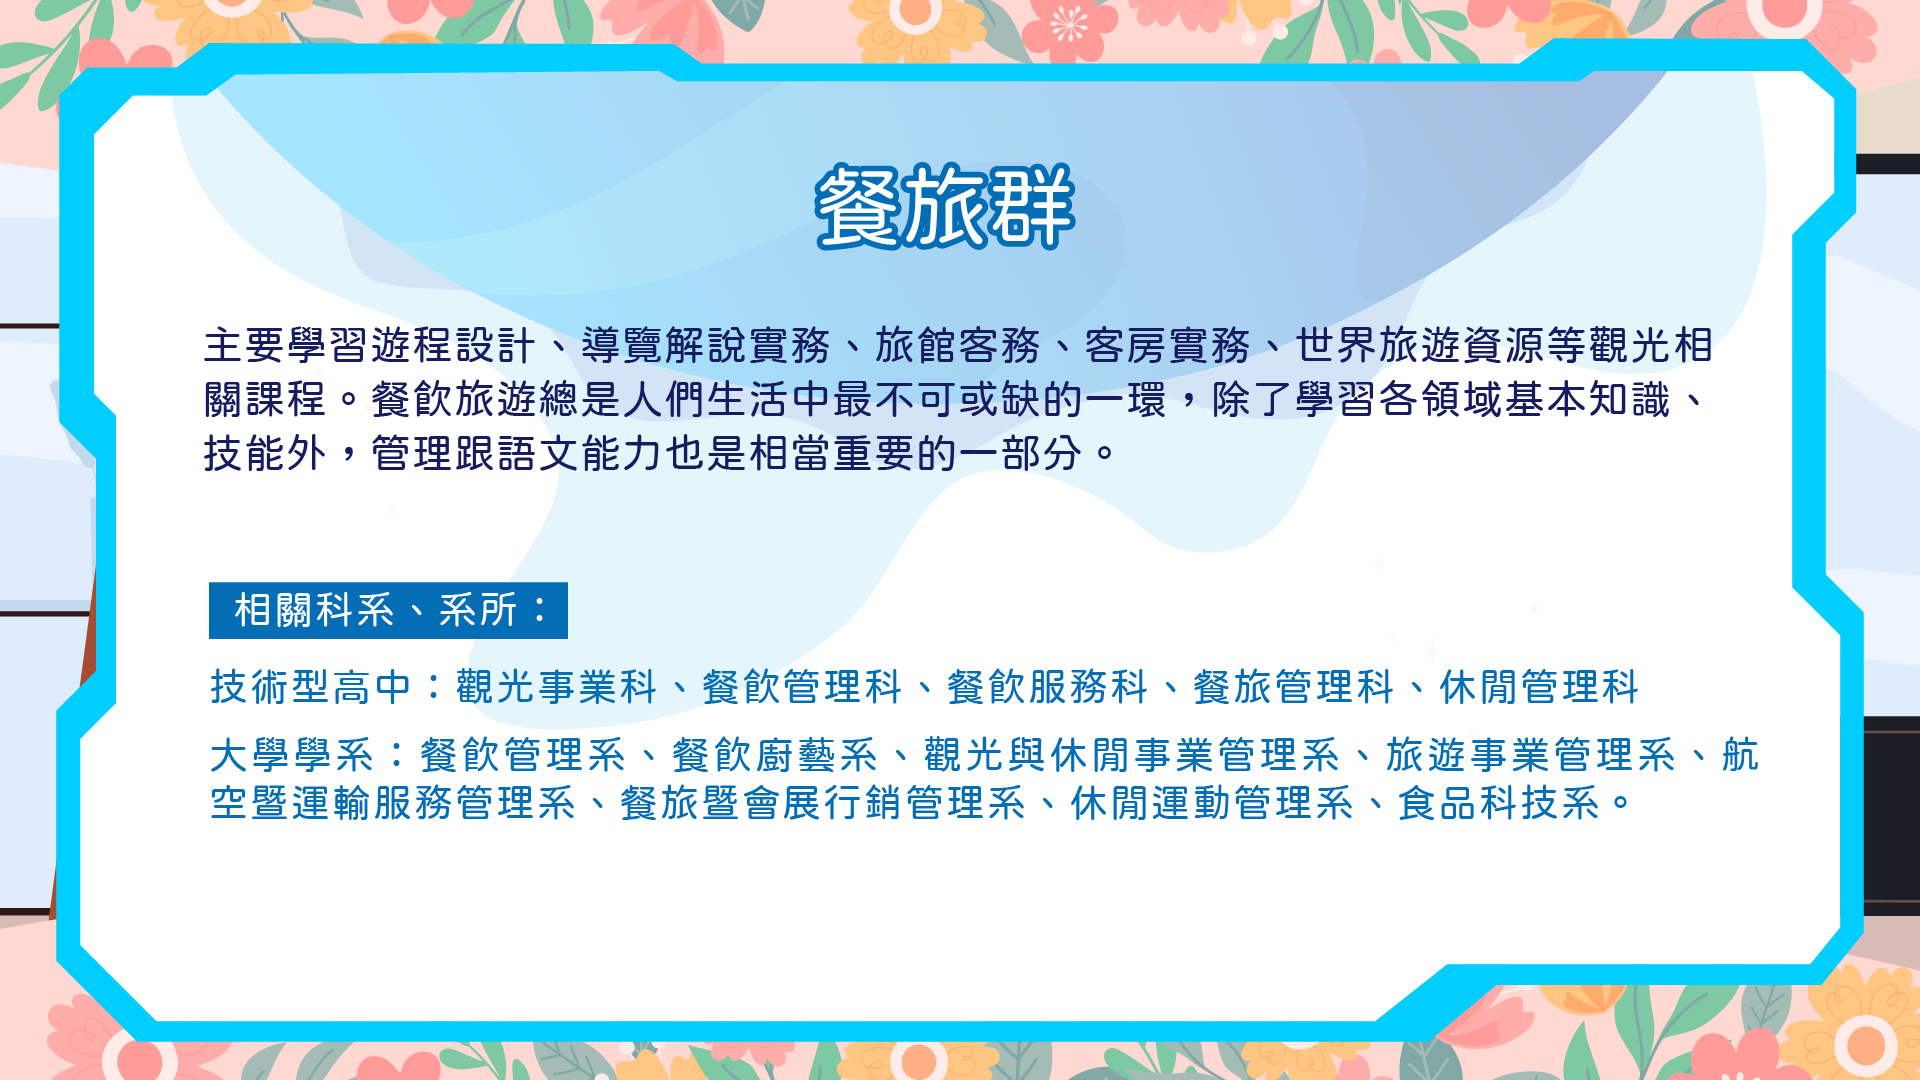 餐旅群
主要學習遊程設計、導覽解說實務、旅館客務、客房實務、世界旅遊資源等觀光相
關課程。餐飲旅遊總是人們生活中最不可或缺的一環，除了學習各領域基本知識、
技能外，管理跟語文能力也是相當重要的一部分。
相關科系、系所：
技術型高中：觀光事業科、餐飲管理科、餐飲服務科、餐旅管理科、休閒管理科
大學學系：餐飲管理系、餐飲廚藝系、觀光與休閒事業管理系、旅遊事業管理系、航
空暨運輸服務管理系、餐旅暨會展行銷管理系、休閒運動管理系、食品科技系。